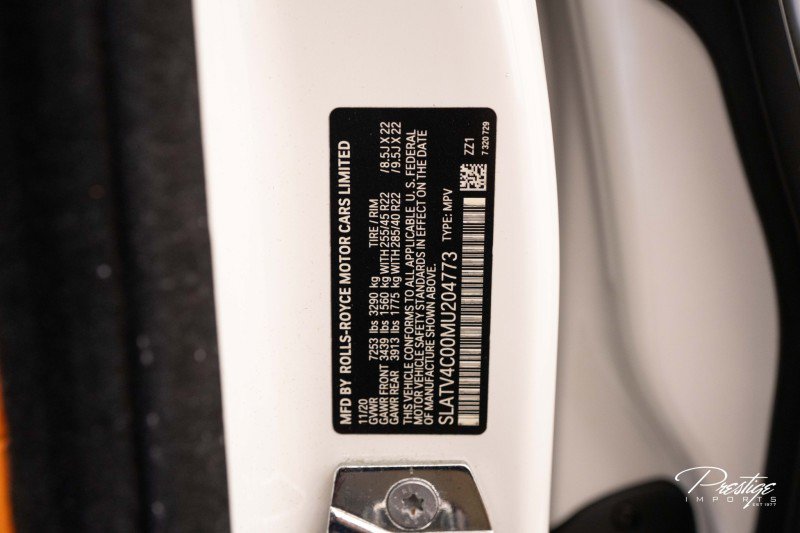 MFD BY ROLLS-ROYCE MOTOR CARS LIMITED
11/20 TIRE / RIM
GVWR 7253 lbs 3290 kg
GAWR FRONT 3439 lbs 1560 kg WITH 255/45 R22 /8.5J X 22
GAWR REAR 3913 lbs 1775 kg WITH 285/40 R22 /9.5J X 22
THIS VEHICLE CONFORMS TO ALL APPLICABLE U. S. FEDERAL
MOTOR VEHICLE SAFETY STANDARDS IN EFFECT ON THE DATE
OF MANUFACTURE SHOWN ABOVE.
SLATV4C00MU204773 TYPE: MPV
ZZ1
7 320 729
Prestige
IMPORTS
EST 1977